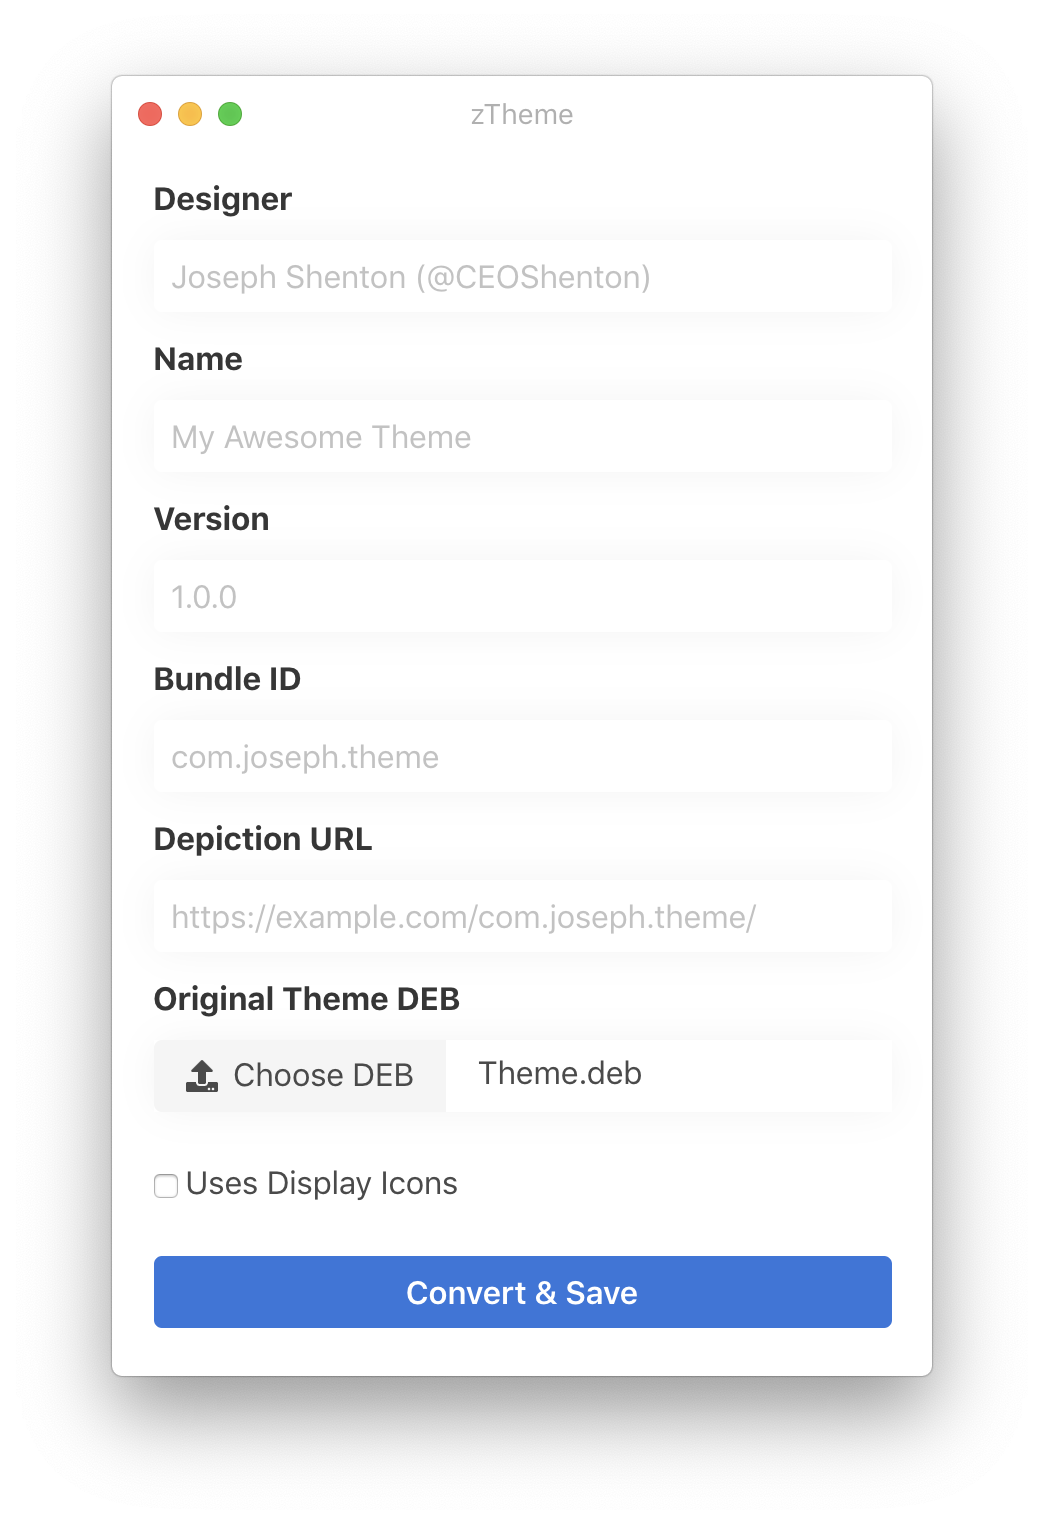 zTheme
Designer
Joseph Shenton (@CEOShenton)
Name
My Awesome Theme
Version
1.0.0
Bundle ID
com.joseph.theme
Depiction URL
https://example.com/com.joseph.theme/
Original Theme DEB
Choose DEB Theme.deb
Uses Display Icons
Convert & Save